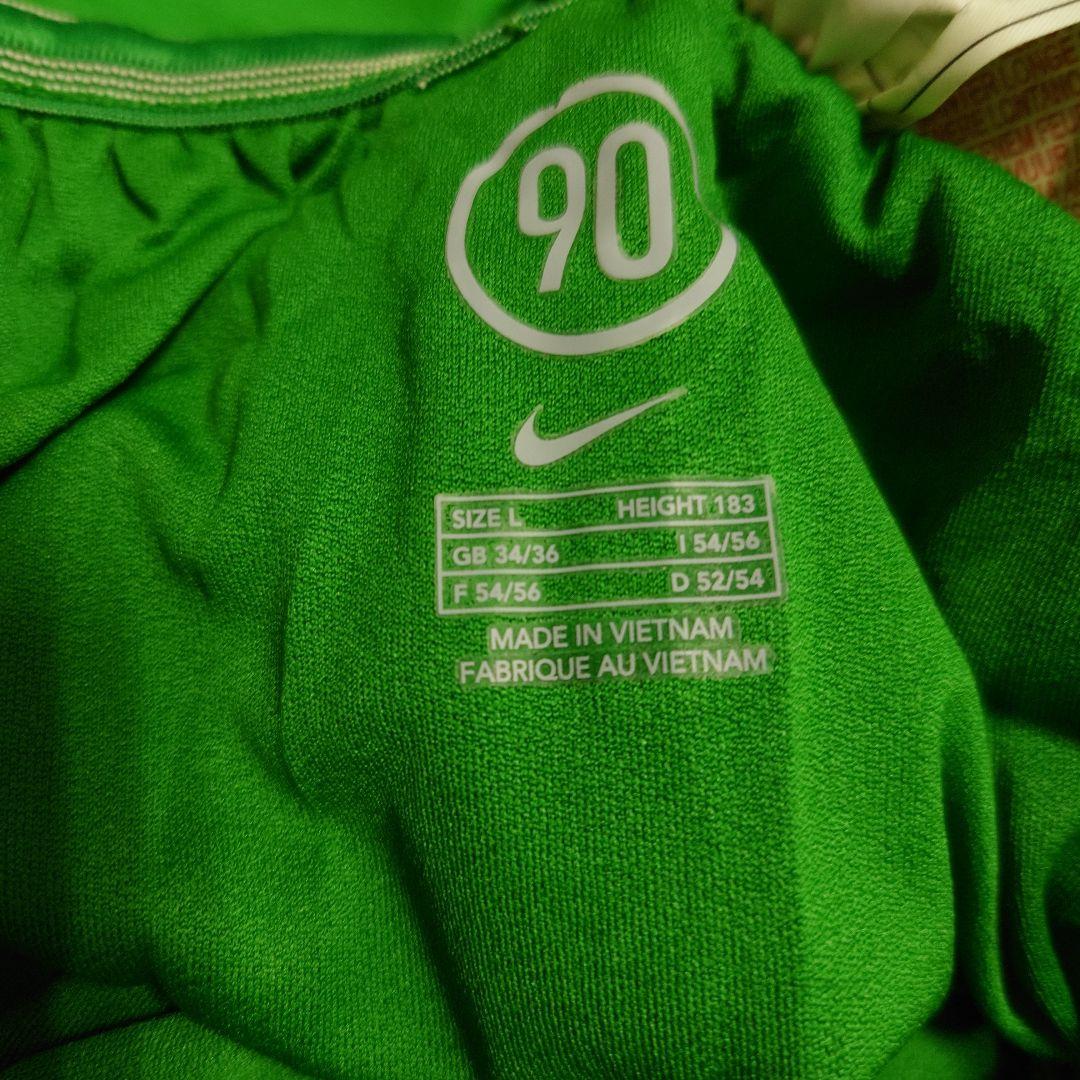 90
SIZE L HEIGHT 183
GB 34/36 I 54/56
F 54/56 D 52/54
MADE IN VIETNAM
FABRIQUE AU VIETNAM